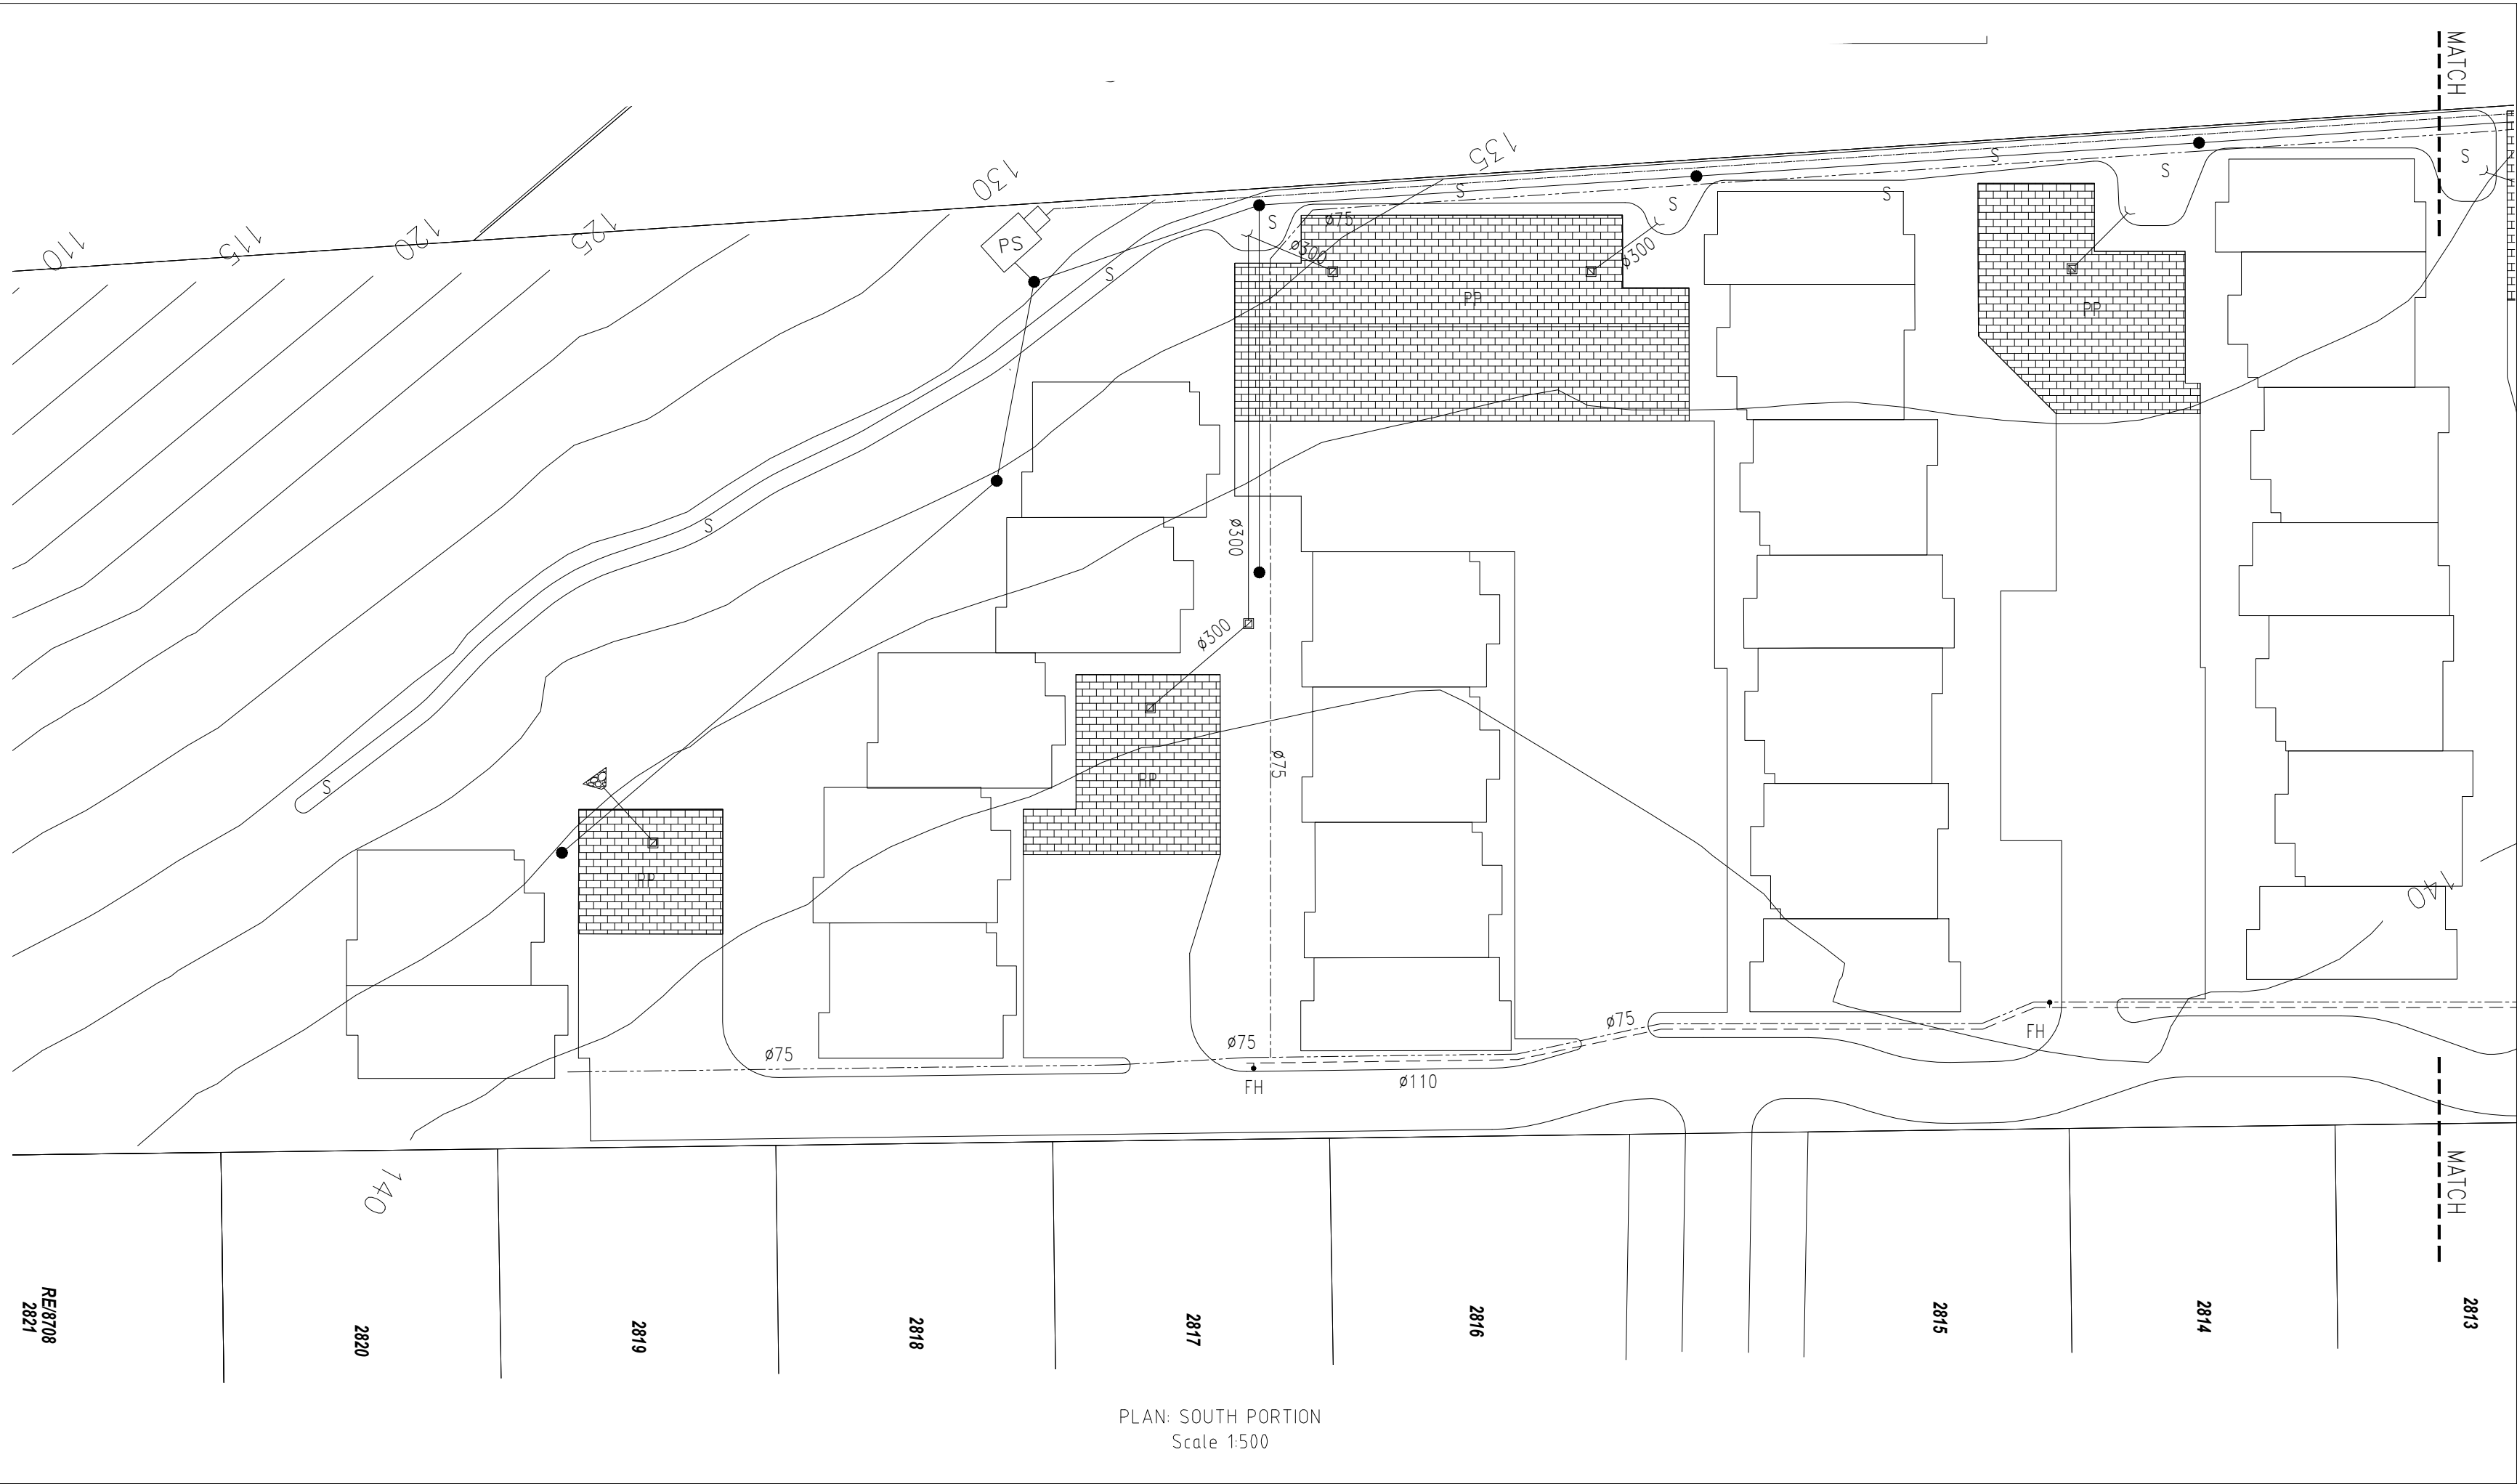 MATCH
135
S
S
S
S
S
S
130
S
ø75
110
115
120
125
PS
ø300
ø300
S
PP
PP
S
ø300
ø300
ø75
PP
S
PP
140
ø75
ø75
ø75
FH
FH
ø110
MATCH
140
RE/8708
2821
2820
2819
2818
2817
2816
2815
2814
2813
PLAN: SOUTH PORTION
Scale 1:500